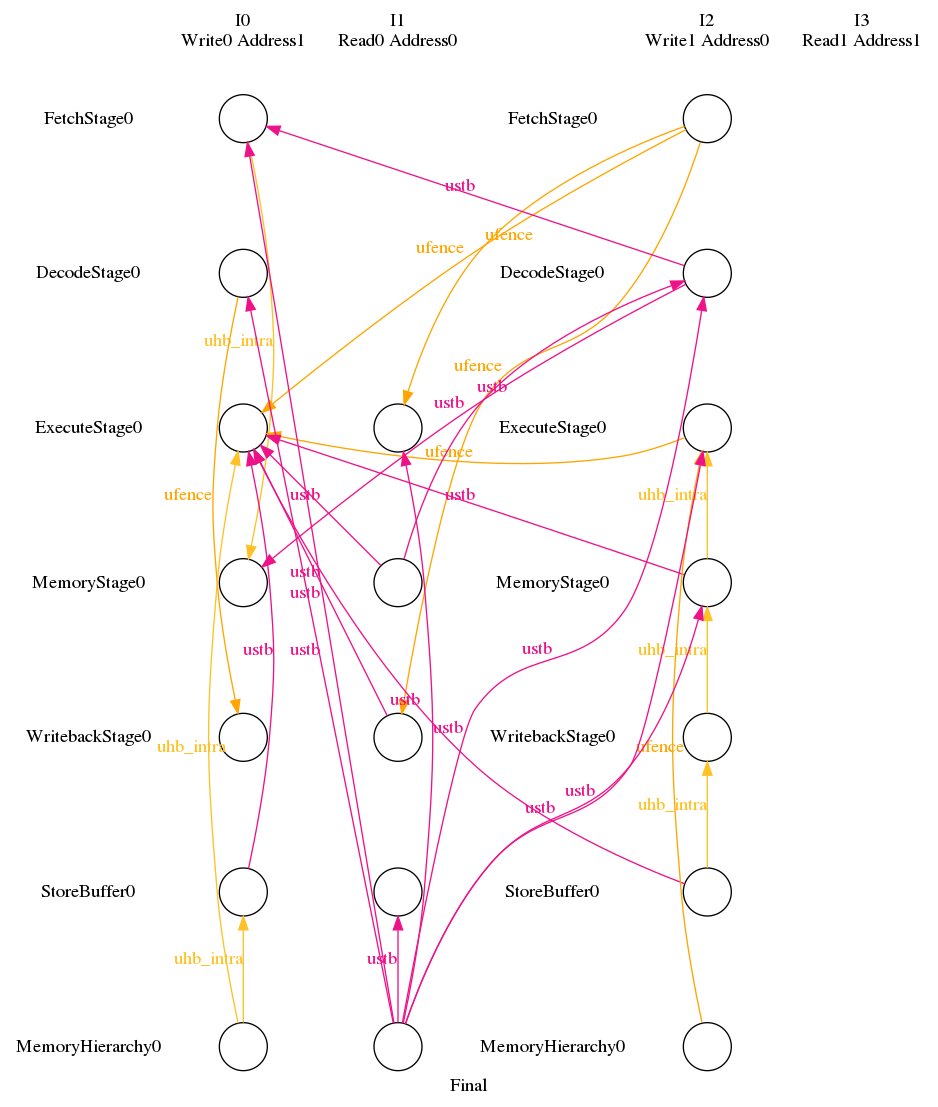 I0 I1 I2 I3
Write0 Address1 Read0 Address0 Write1 Address0 Read1 Address1
FetchStage0 FetchStage0
ustb
ufence
ufence
DecodeStage0 DecodeStage0
uhb_intra
ufence
ustb
ustb
ExecuteStage0 ExecuteStage0
ufence
ufence ustb ustb uhb_intra
ustb
MemoryStage0 MemoryStage0
ustb
ustb ustb ustb uhb_intra
ustb
ustb
WritebackStage0 WritebackStage0
uhb_intra ufence
ustb
ustb uhb_intra
StoreBuffer0 StoreBuffer0
uhb_intra ustb
MemoryHierarchy0 MemoryHierarchy0
Final